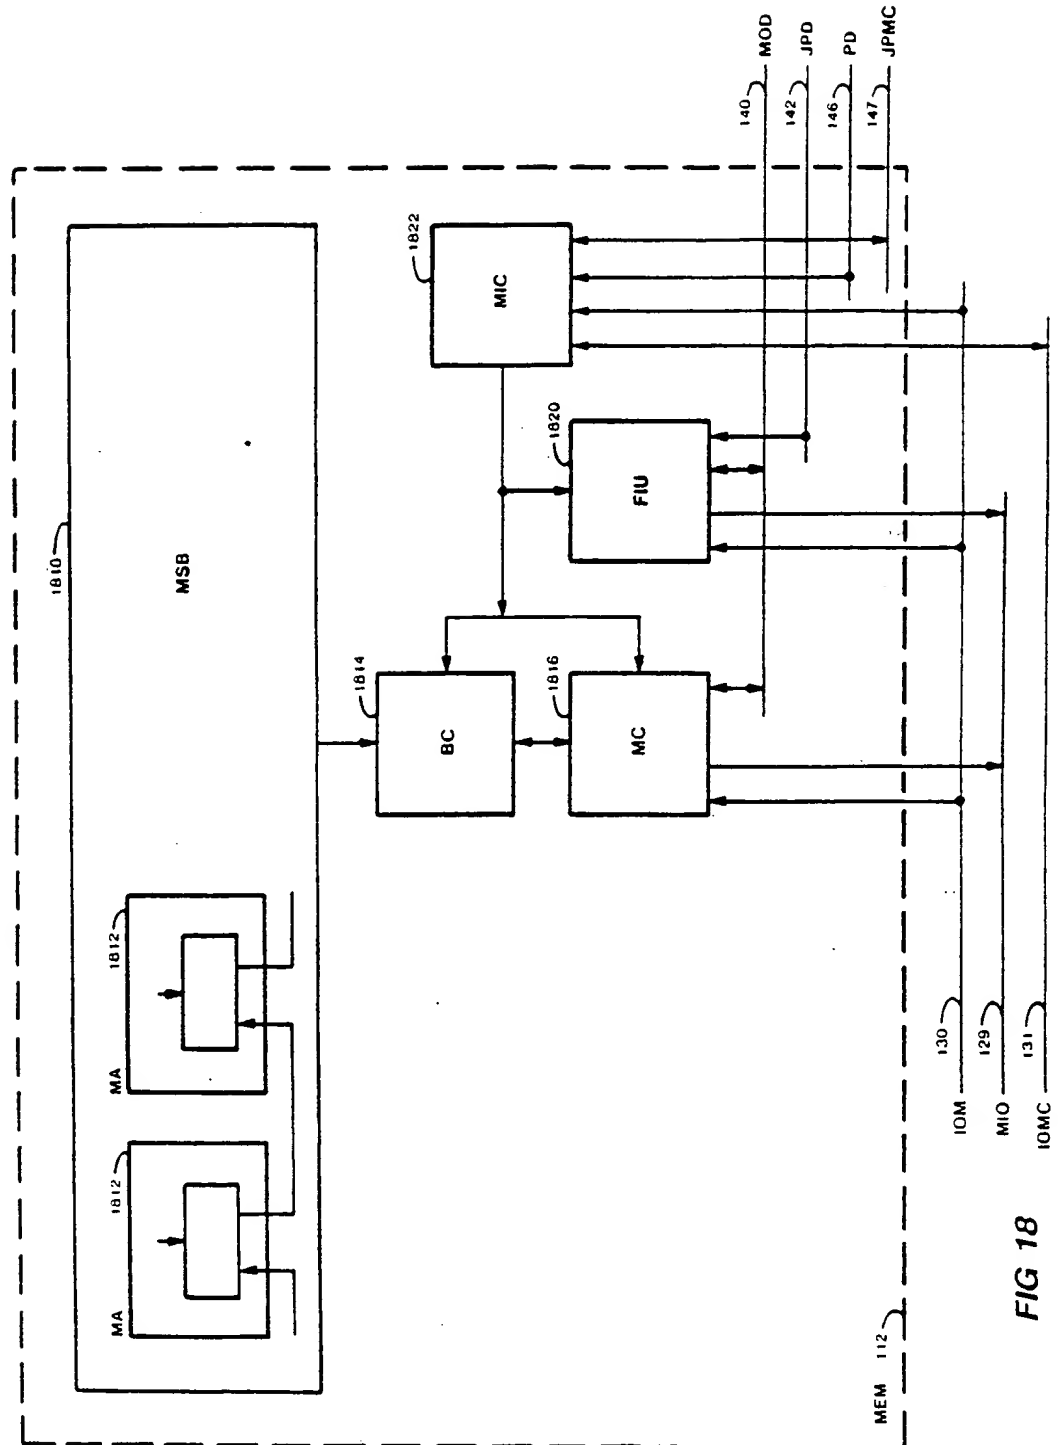 1810
MSB
MA
1812
MA
1812
1822
MIC
1820
FIU
1814
BC
1816
MC
140
MOD
142
JPD
146
PD
147
JPMC
IOM
130
MIO
129
IOMC
131
MEM
112
FIG 18